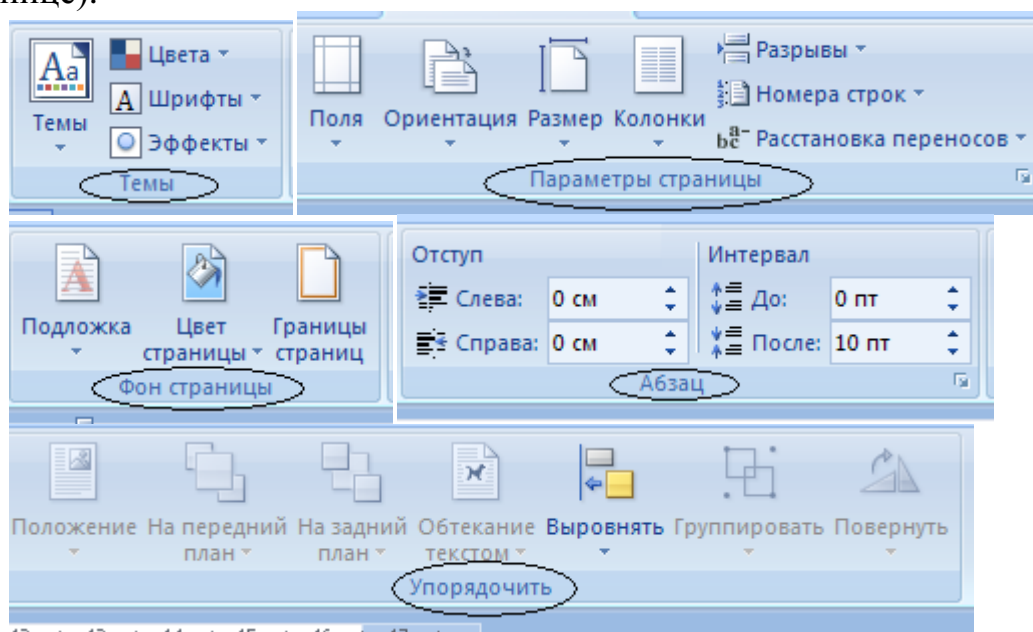 нице).
Аа
Темы
Цвета
А Шрифты
Эффекты
Темы
Поля
Ориентация
Размер
Колонки
Разрывы
Номера строк
Расстановка переносов
Параметры страницы
Подложка
Цвет
страницы
Границы
страниц
Фон страницы
Отступ
Слева: 0 см
Справа: 0 см
Интервал
До: 0 пт
После: 10 пт
Абзац
Положение
На передний
план
На задний
план
Обтекание
текстом
Выровнять
Группировать
Повернуть
Упорядочить